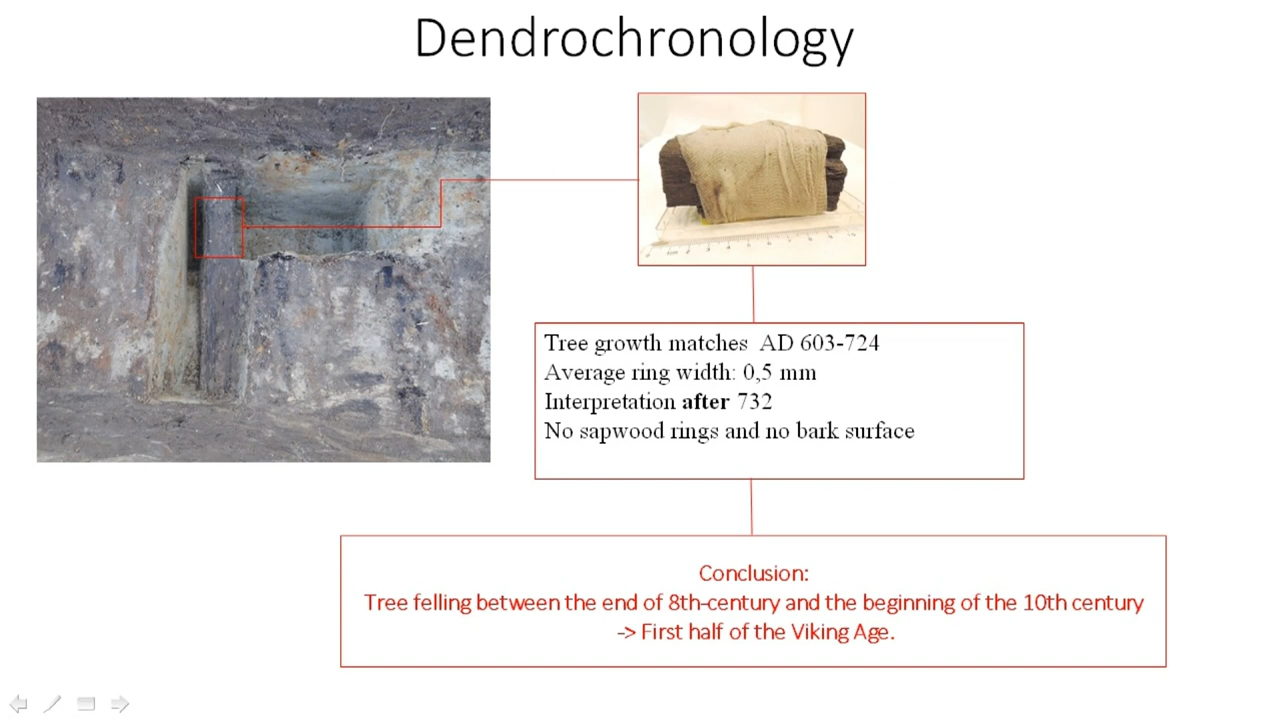 Dendrochronology
Tree growth matches AD 603-724
Average ring width: 0,5 mm
Interpretation after 732
No sapwood rings and no bark surface
Conclusion:
Tree felling between the end of 8th-century and the beginning of the 10th century
-> First half of the Viking Age.